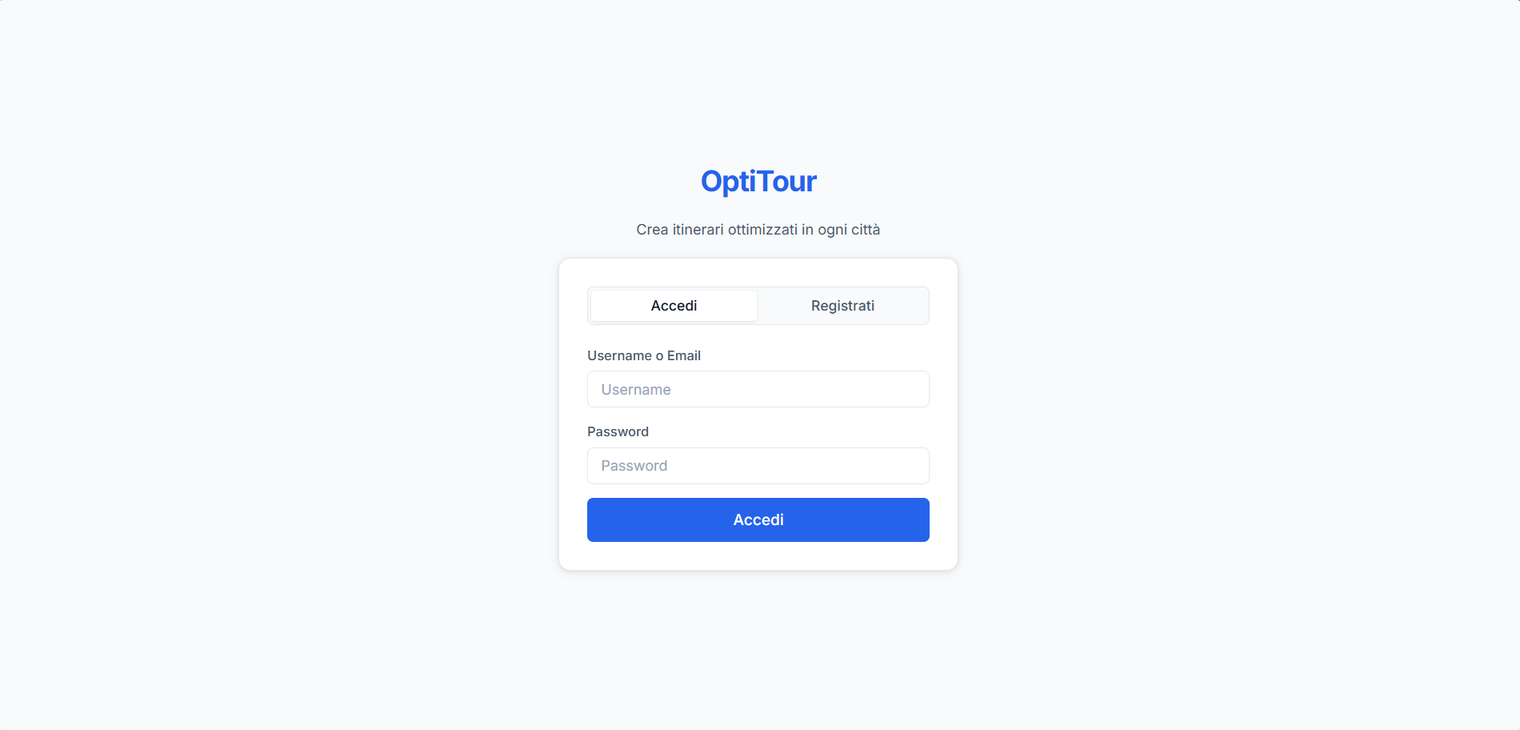 OptiTour
Crea itinerari ottimizzati in ogni città
Accedi
Registrati
Username o Email
Username
Password
Password
Accedi